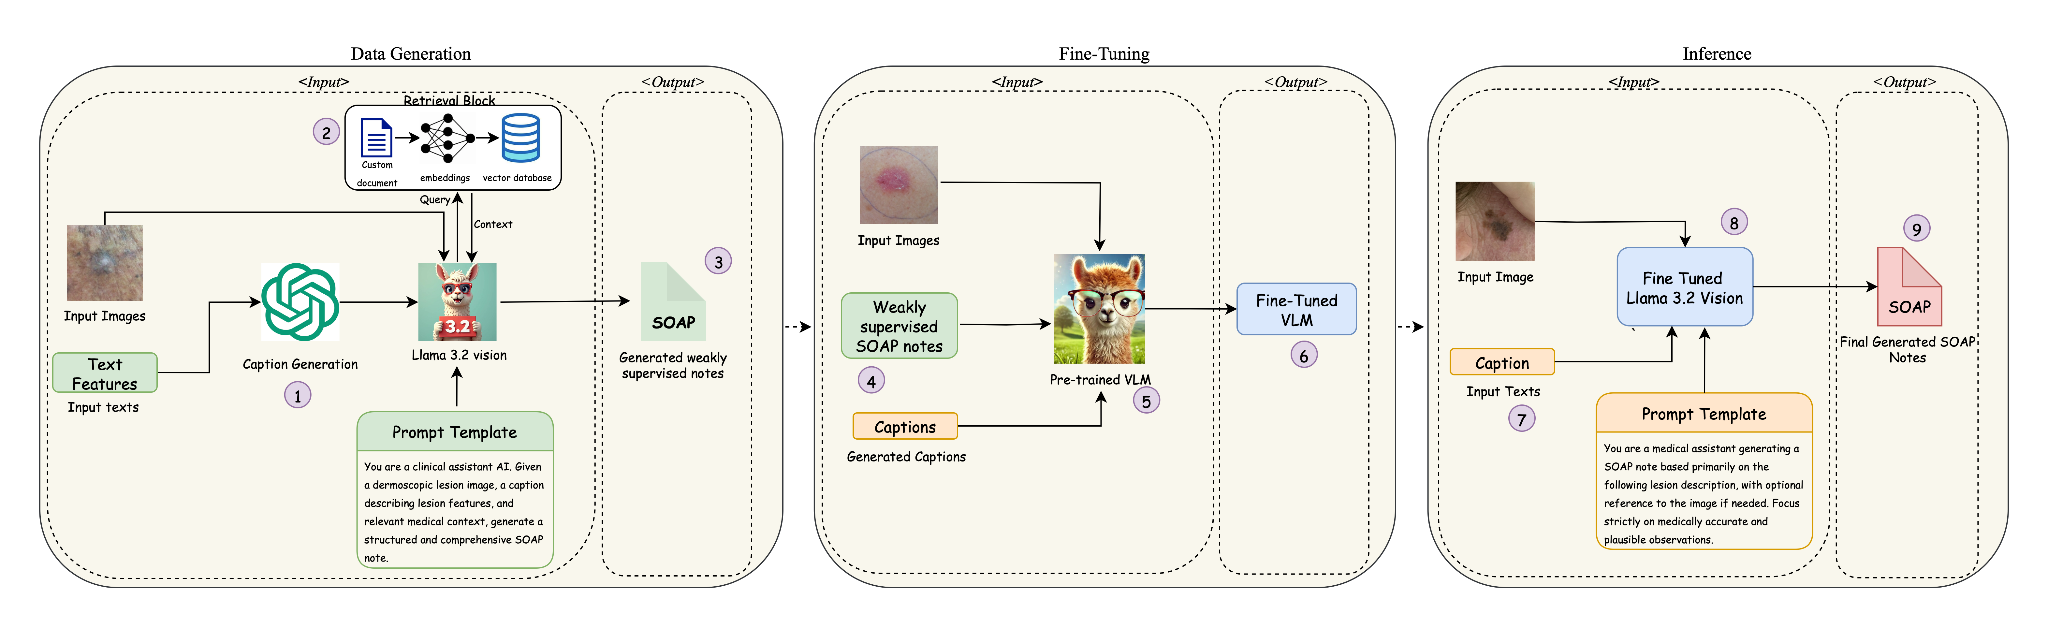 Data Generation
<Input>
<Output>
Retrieval Block
2
Custom
document
embeddings
vector database
Query
Context
Input Images
Text
Features
Input texts
Caption Generation
1
3.2
Llama 3.2 vision
Prompt Template
You are a clinical assistant AI. Given
a dermoscopic lesion image, a caption
describing lesion features, and
relevant medical context, generate a
structured and comprehensive SOAP
note.
3
SOAP
Generated weakly
supervised notes
Fine-Tuning
<Input>
<Output>
Input Images
Weakly
supervised
SOAP notes
4
Captions
Generated Captions
Pre-trained VLM
5
Fine-Tuned
VLM
6
Inference
<Input>
<Output>
Input Image
Caption
Input Texts
7
8
Fine Tuned
Llama 3.2 Vision
Prompt Template
You are a medical assistant generating a
SOAP note based primarily on the
following lesion description, with optional
reference to the image if needed. Focus
strictly on medically accurate and
plausible observations.
9
SOAP
Final Generated SOAP
Notes